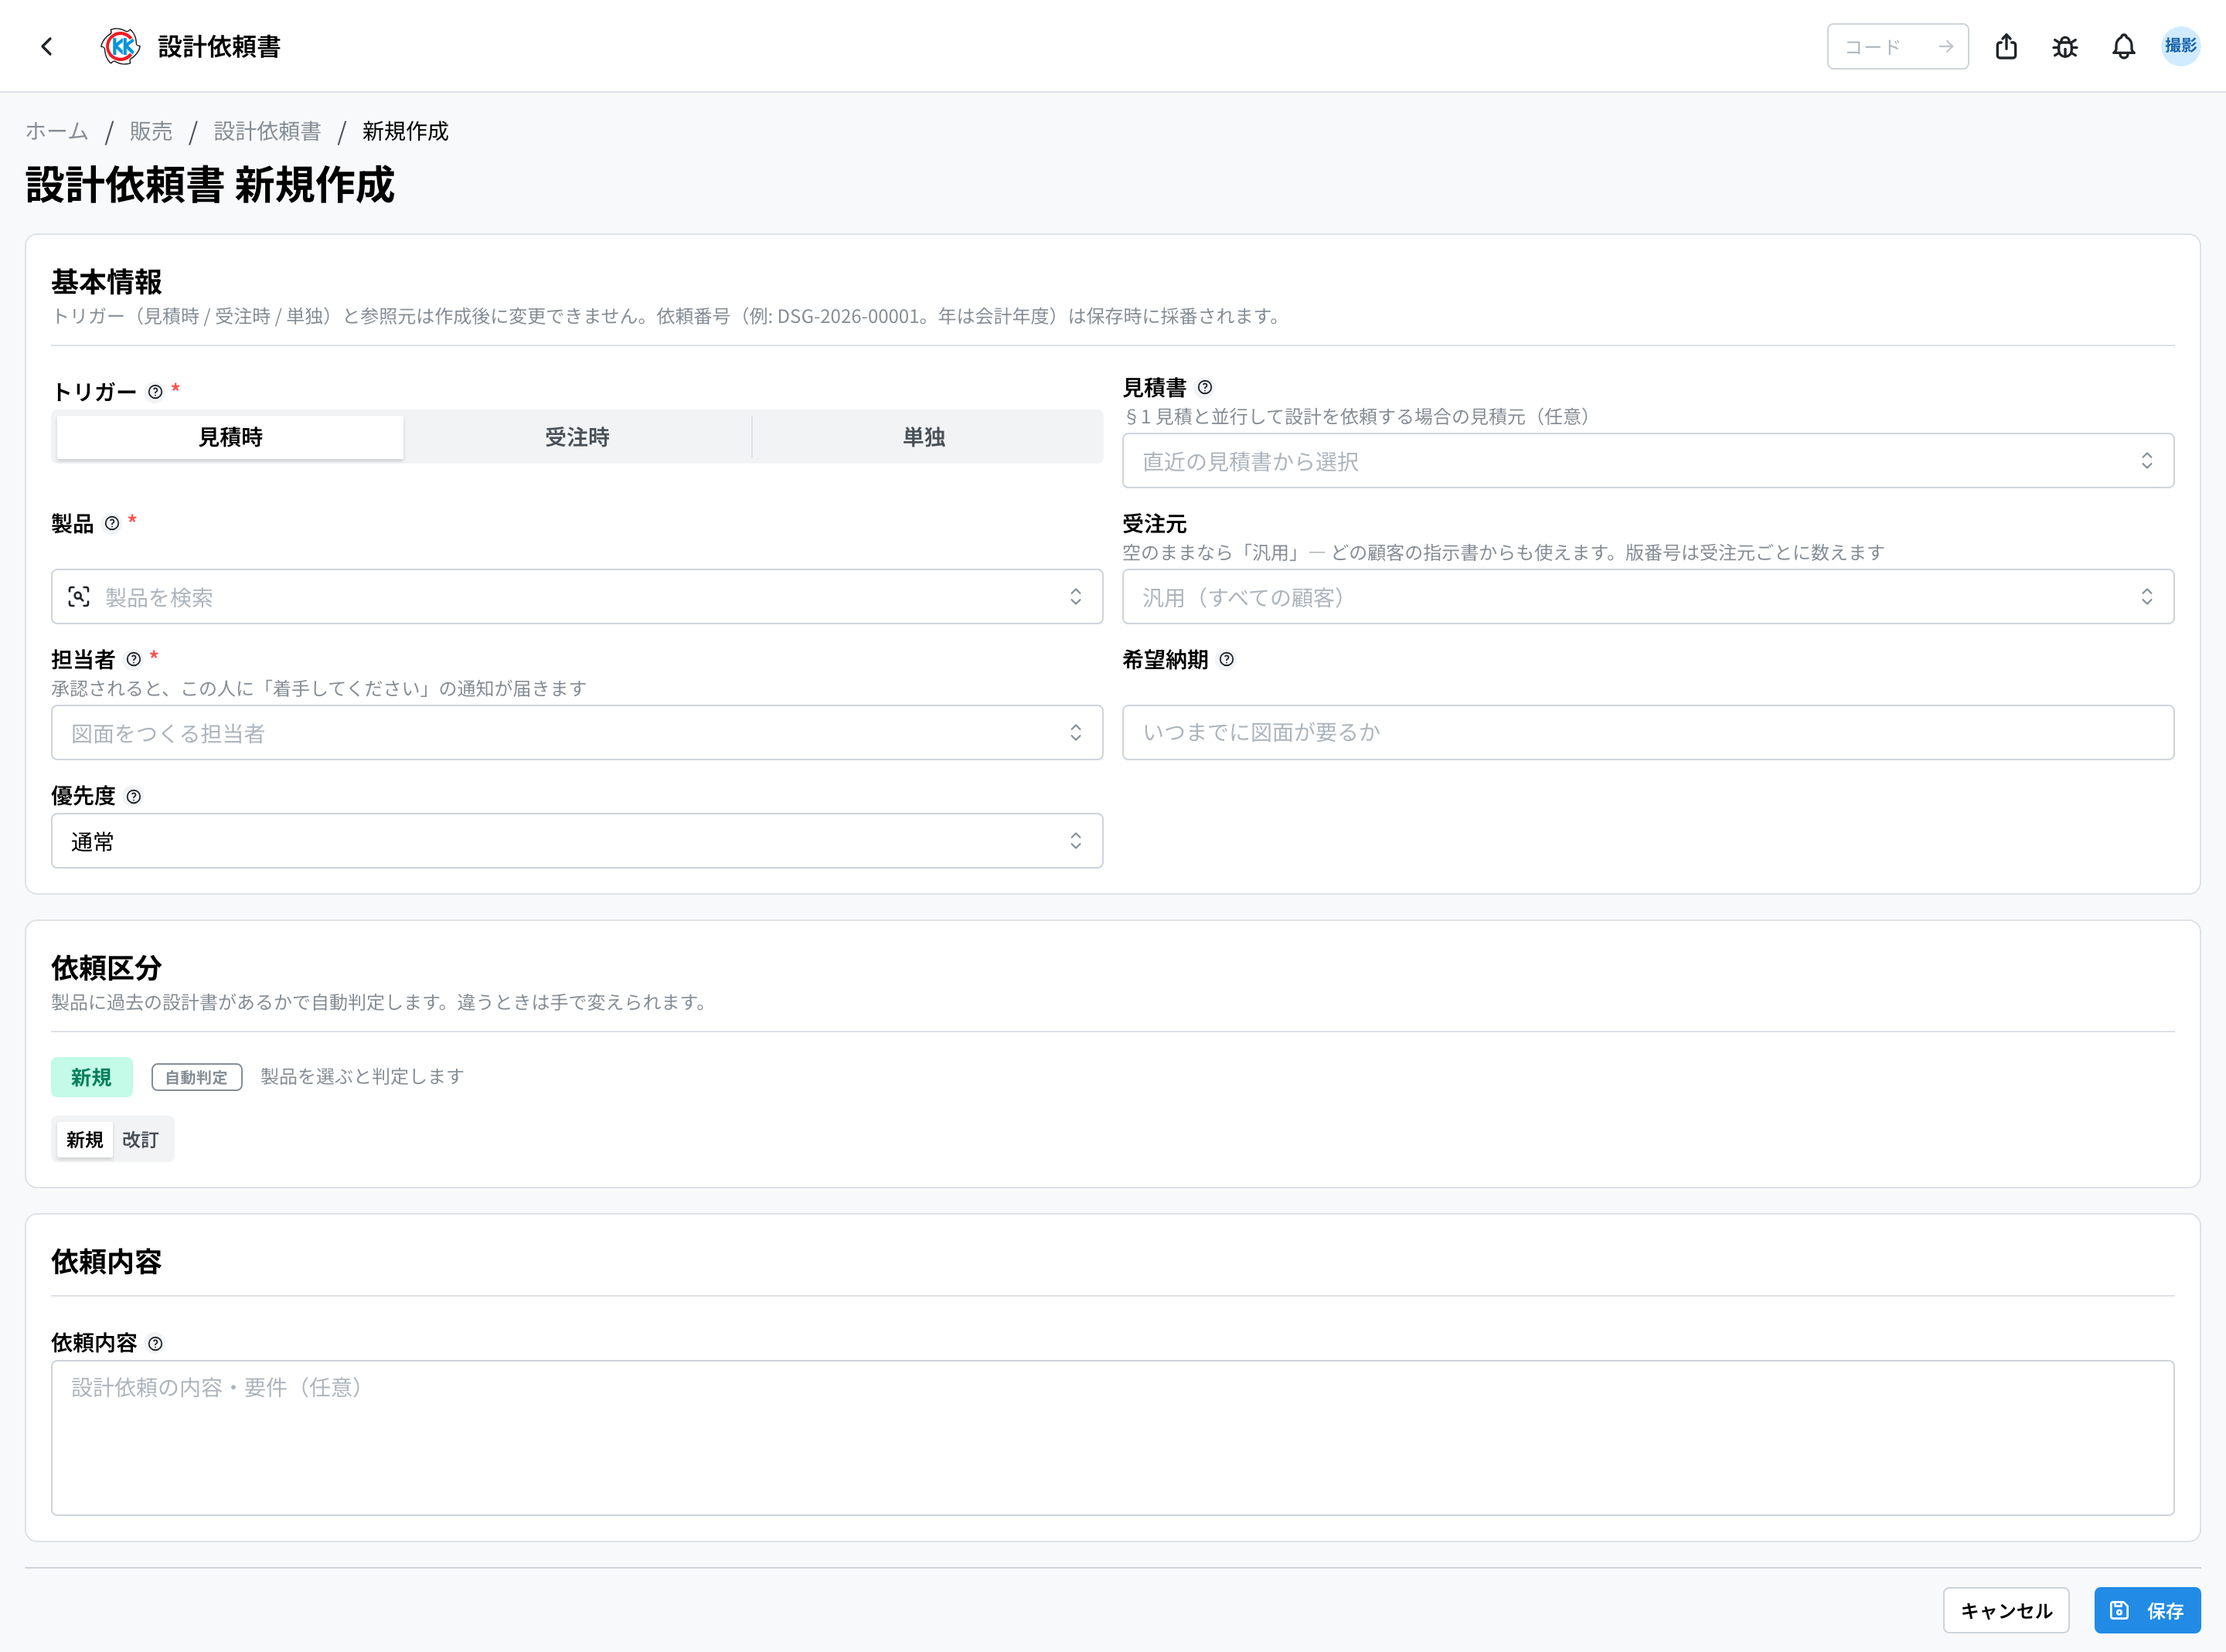 設計依頼書
コード
撮影
ホーム / 販売 / 設計依頼書 / 新規作成
設計依頼書 新規作成
基本情報
トリガー（見積時 / 受注時 / 単独）と参照元は作成後に変更できません。依頼番号（例: DSG-2026-00001。年は会計年度）は保存時に採番されます。
トリガー *
見積時 受注時 単独
見積書
§1 見積と並行して設計を依頼する場合の見積元（任意）
直近の見積書から選択
製品 *
製品を検索
受注元
空のままなら「汎用」— どの顧客の指示書からも使えます。版番号は受注元ごとに数えます
汎用（すべての顧客）
担当者 *
承認されると、この人に「着手してください」の通知が届きます
図面をつくる担当者
希望納期
いつまでに図面が要るか
優先度
通常
依頼区分
製品に過去の設計書があるかで自動判定します。違うときは手で変えられます。
新規 自動判定 製品を選ぶと判定します
新規 改訂
依頼内容
依頼内容
設計依頼の内容・要件（任意）
キャンセル 保存